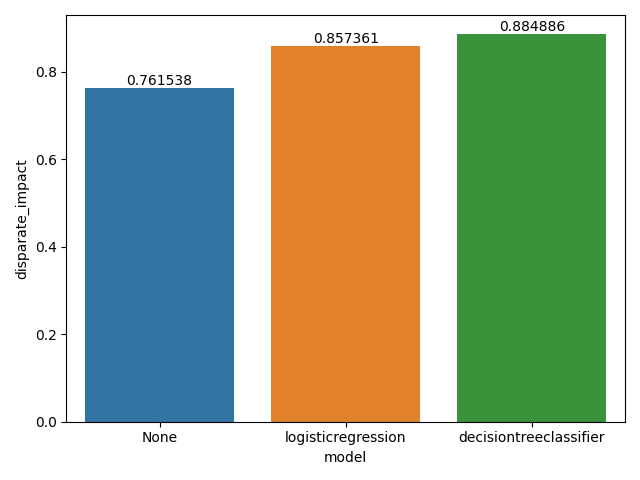 0.884886
0.857361
0.761538
disparate_impact
0.8
0.6
0.4
0.2
0.0
None logisticregression decisiontreeclassifier
model